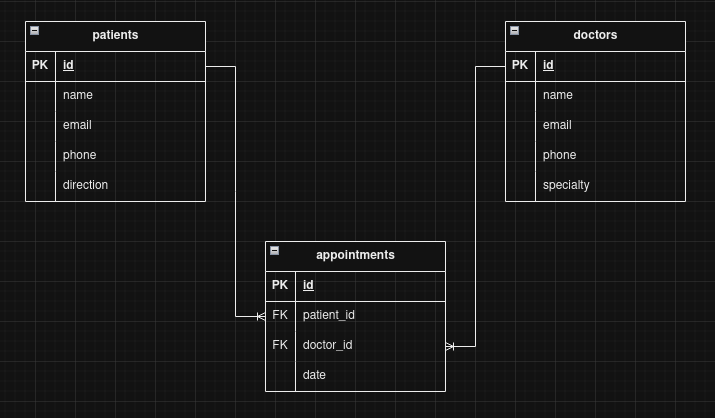 patients
PK id
name
email
phone
direction
doctors
PK id
name
email
phone
specialty
appointments
PK id
FK patient_id
FK doctor_id
date